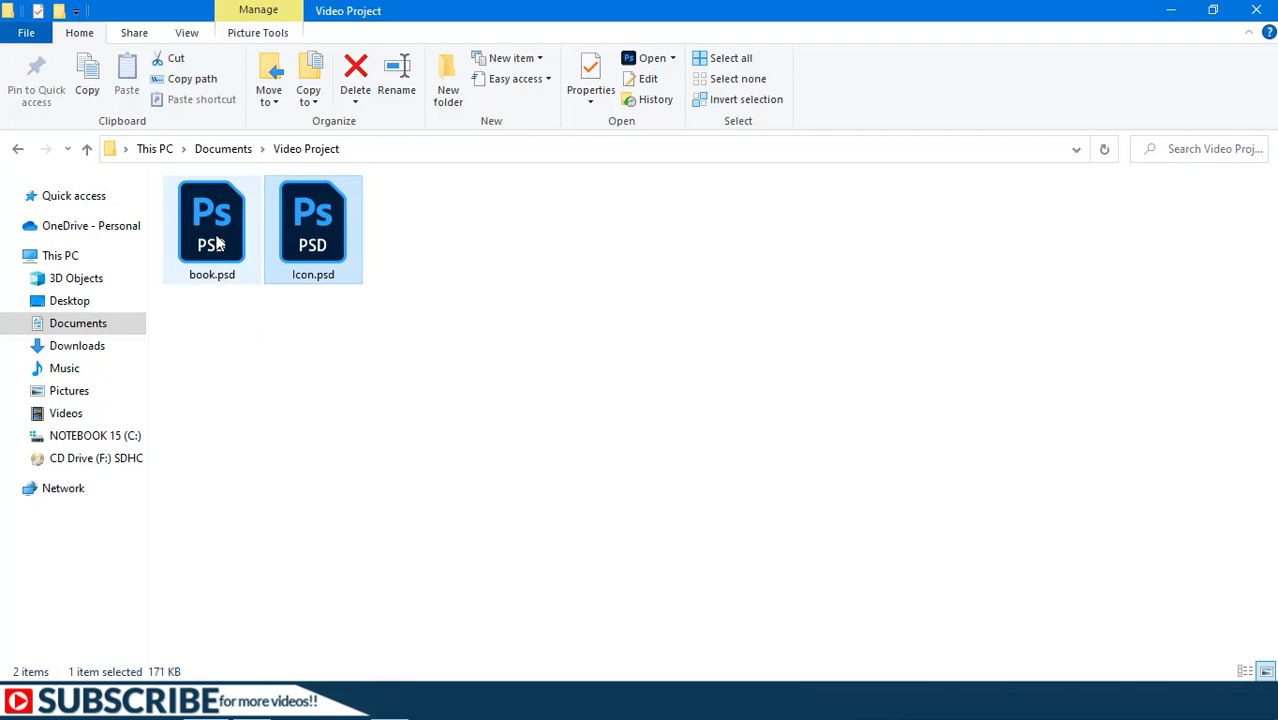 Manage
Video Project
File
Home
Share
View
Picture Tools
Pin to Quick access
Copy
Paste
Cut
Copy path
Paste shortcut
Clipboard
Move to
Copy to
Delete
Rename
Organize
New folder
New item
Easy access
New
Properties
Open
Edit
History
Open
Select all
Select none
Invert selection
Select
This PC
Documents
Video Project
Search Video Proj...
Quick access
OneDrive - Personal
This PC
3D Objects
Desktop
Documents
Downloads
Music
Pictures
Videos
NOTEBOOK 15 (C:)
CD Drive (F:) SDHC
Network
Ps
PSD
book.psd
Ps
PSD
Icon.psd
2 items
1 item selected 171 KB
SUBSCRIBE for more videos!!